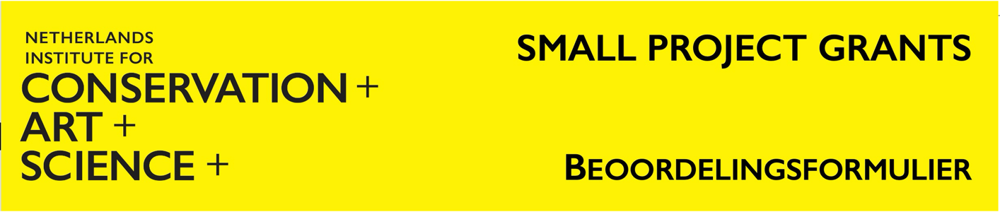 NETHERLANDS
INSTITUTE FOR
CONSERVATION+
ART+
SCIENCE+
SMALL PROJECT GRANTS
BEOORDELINGSFORMULIER